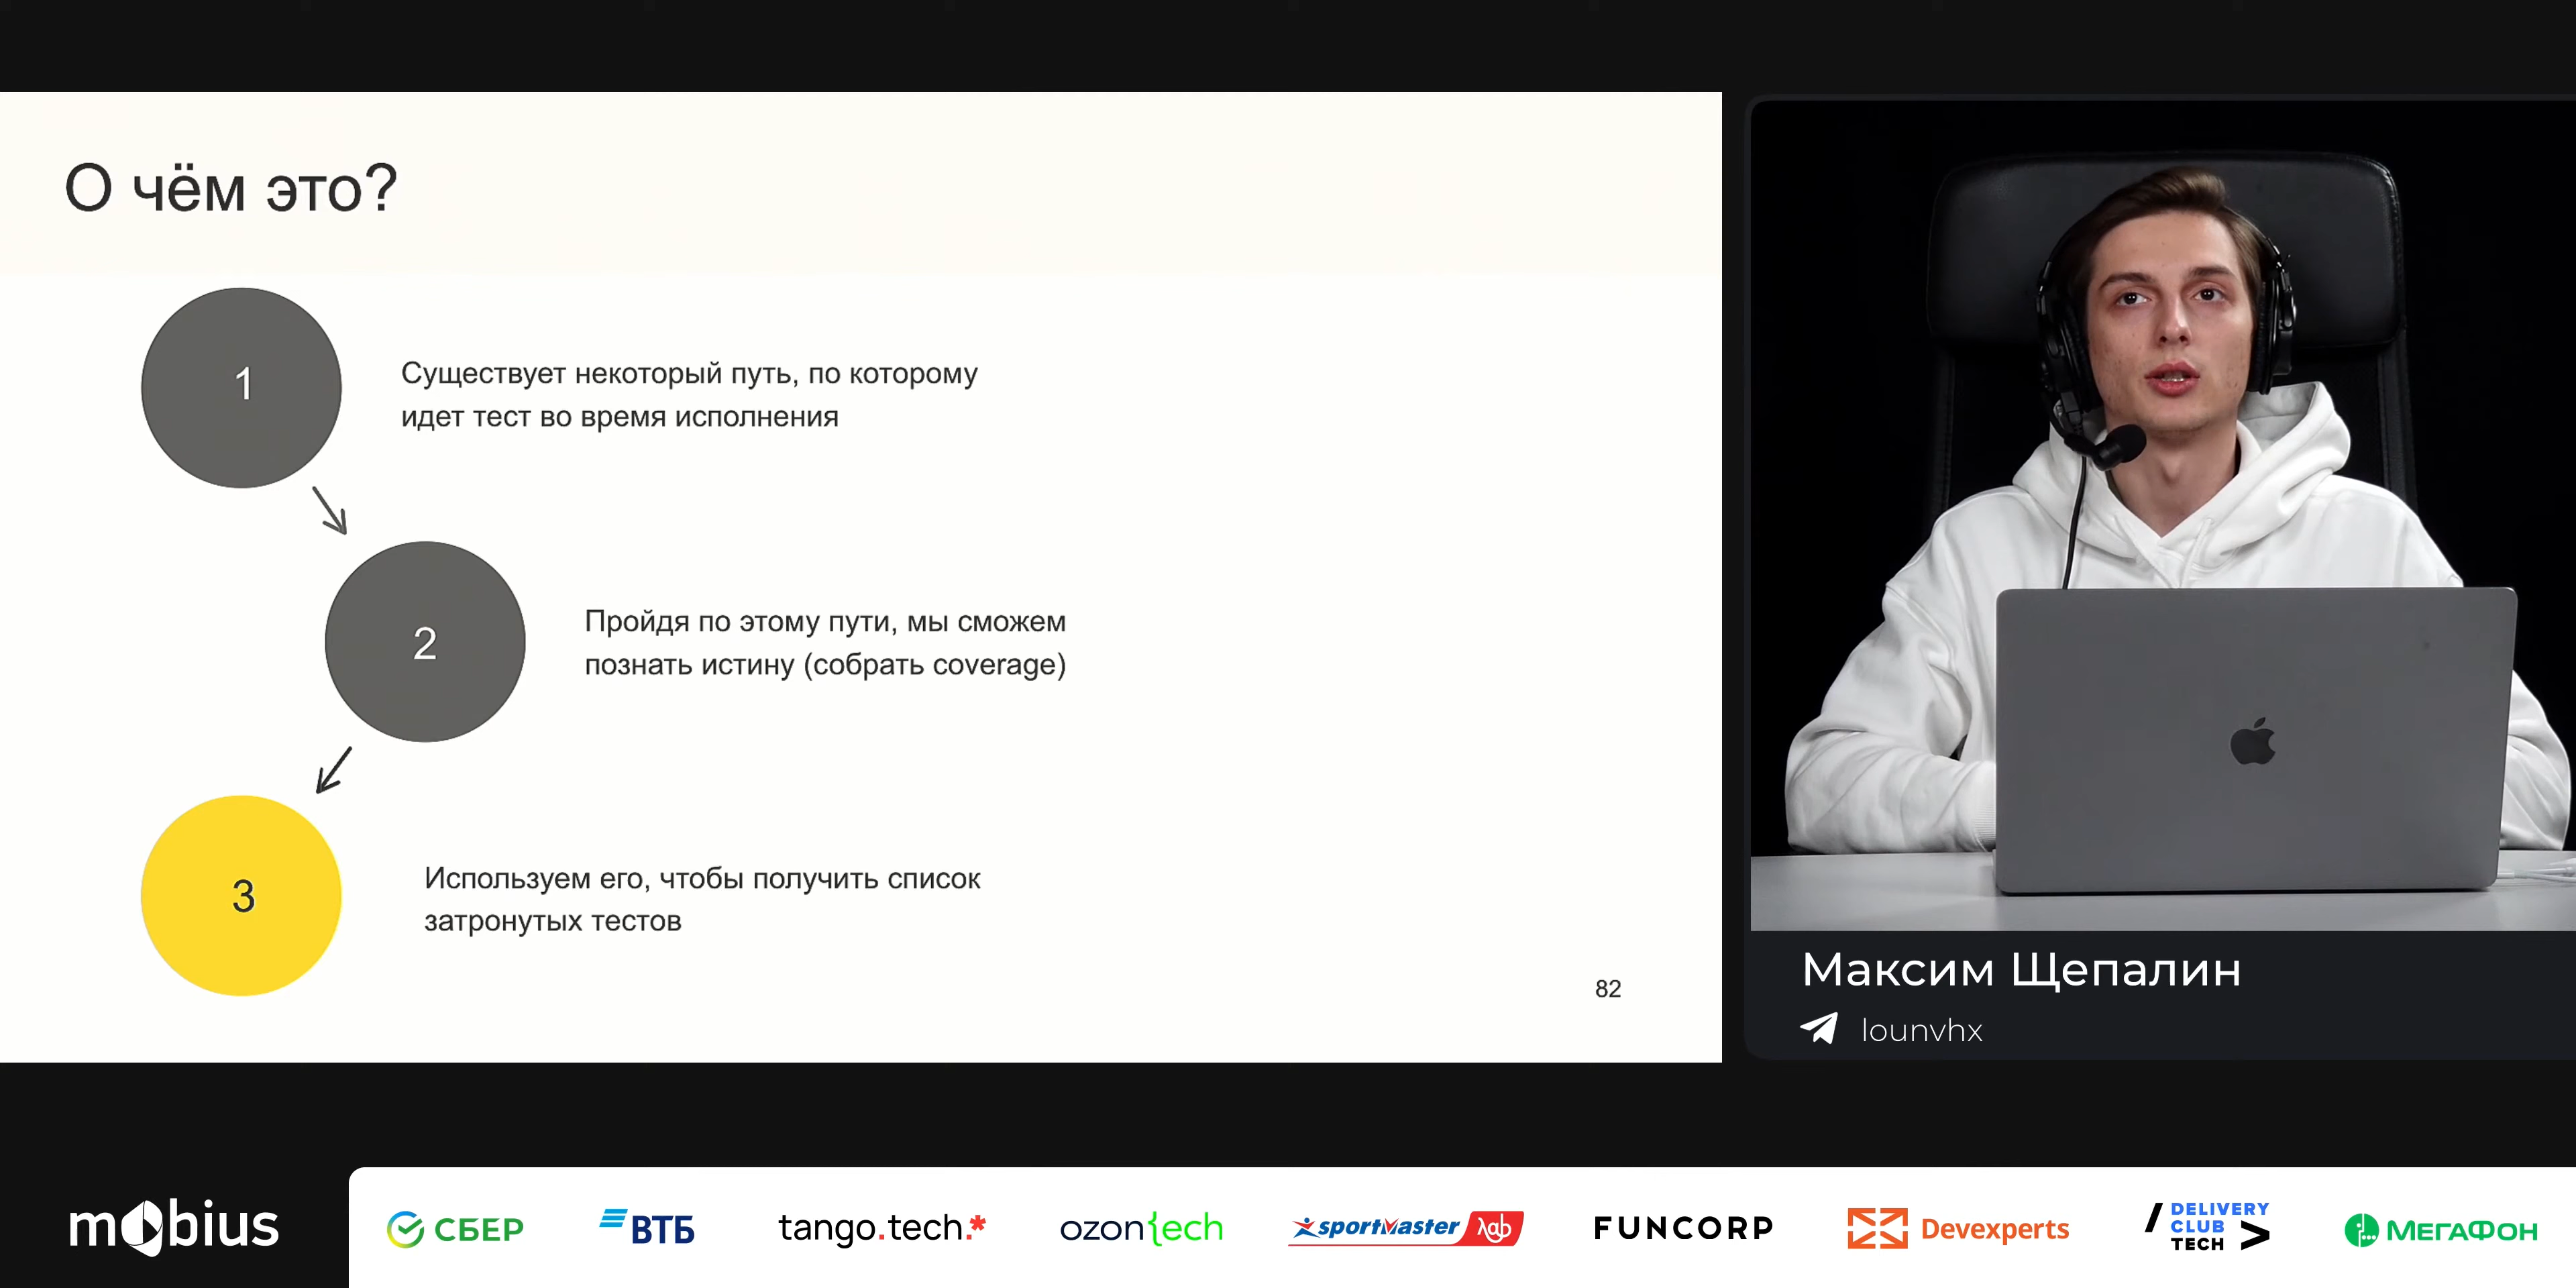 О чём это?
1
Существует некоторый путь, по которому
идет тест во время исполнения
2
Пройдя по этому пути, мы сможем
познать истину (собрать coverage)
3
Используем его, чтобы получить список
затронутых тестов
82
Максим Щепалин
lounvhx
mobius
СБЕР
ВТБ
tango.tech.*
ozon{ech
sportmaster lab
FUNCORP
Devexperts
/ DELIVERY
CLUB
TECH >
МЕГАФОН